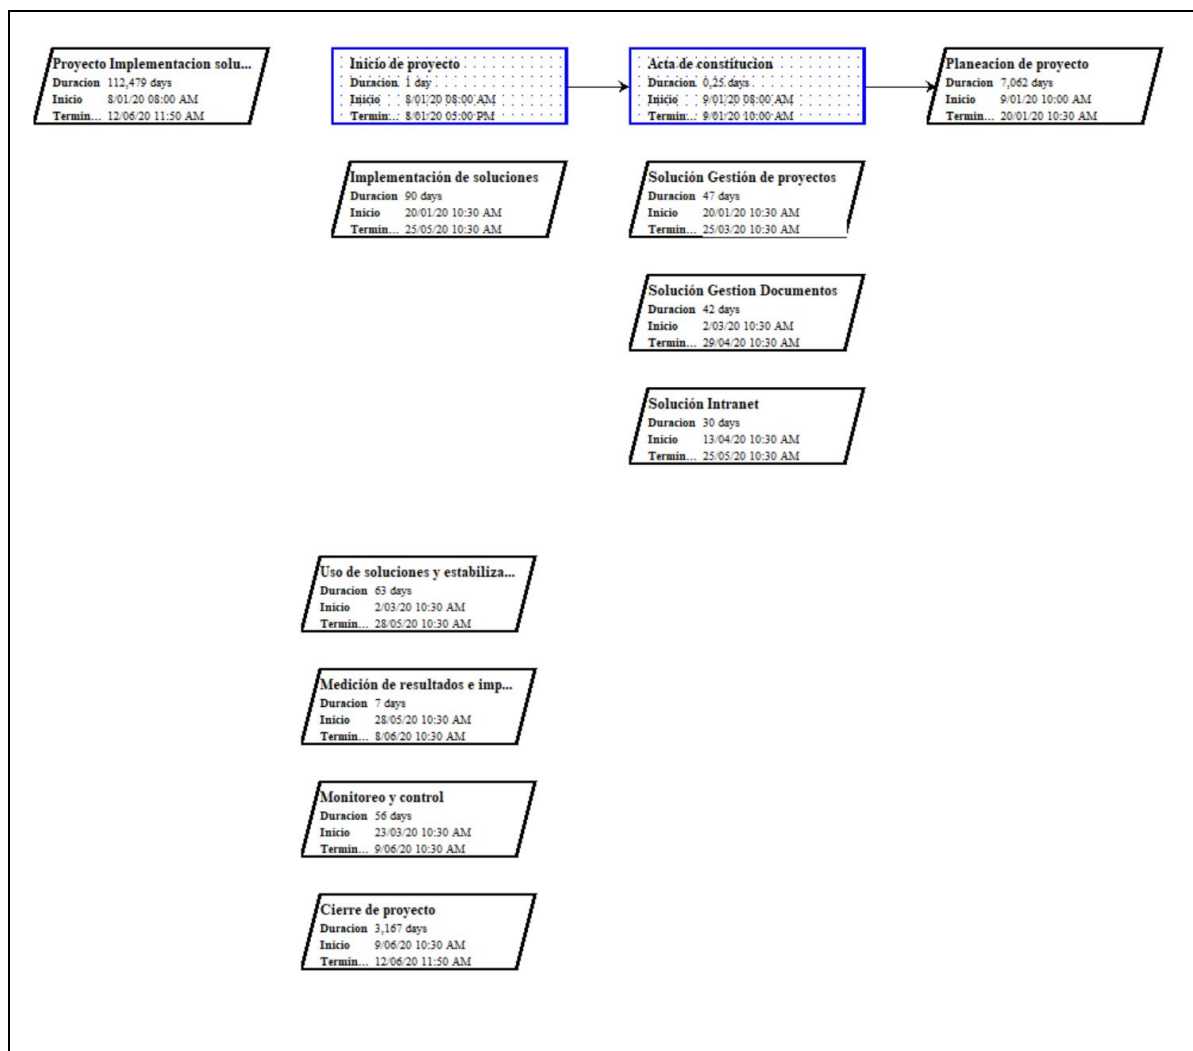 Proyecto Implementacion solu...
Duracion 112,479 days
Inicio 8/01/20 08:00 AM
Termin... 12/06/20 11:50 AM
Inicio de proyecto
Duracion 1 day
Inicio 8/01/20 08:00 AM
Termin... 8/01/20 05:00 PM
Acta de constitucion
Duracion 0,25 days
Inicio 9/01/20 08:00 AM
Termin... 9/01/20 10:00 AM
Planeacion de proyecto
Duracion 7,062 days
Inicio 9/01/20 10:00 AM
Termin... 20/01/20 10:30 AM
Implementación de soluciones
Duracion 90 days
Inicio 20/01/20 10:30 AM
Termin... 25/05/20 10:30 AM
Solución Gestión de proyectos
Duracion 47 days
Inicio 20/01/20 10:30 AM
Termin... 25/03/20 10:30 AM
Solución Gestion Documentos
Duracion 42 days
Inicio 2/03/20 10:30 AM
Termin... 29/04/20 10:30 AM
Solución Intranet
Duracion 30 days
Inicio 13/04/20 10:30 AM
Termin... 25/05/20 10:30 AM
Uso de soluciones y estabiliza...
Duracion 63 days
Inicio 2/03/20 10:30 AM
Termin... 28/05/20 10:30 AM
Medición de resultados e imp...
Duracion 7 days
Inicio 28/05/20 10:30 AM
Termin... 8/06/20 10:30 AM
Monitoreo y control
Duracion 56 days
Inicio 23/03/20 10:30 AM
Termin... 9/06/20 10:30 AM
Cierre de proyecto
Duracion 3,167 days
Inicio 9/06/20 10:30 AM
Termin... 12/06/20 11:50 AM